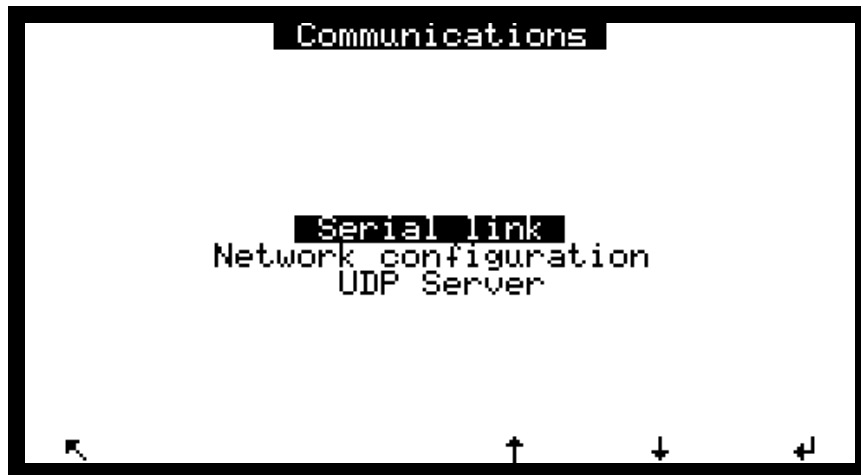 Communications
Serial link
Network configuration
UDP Server